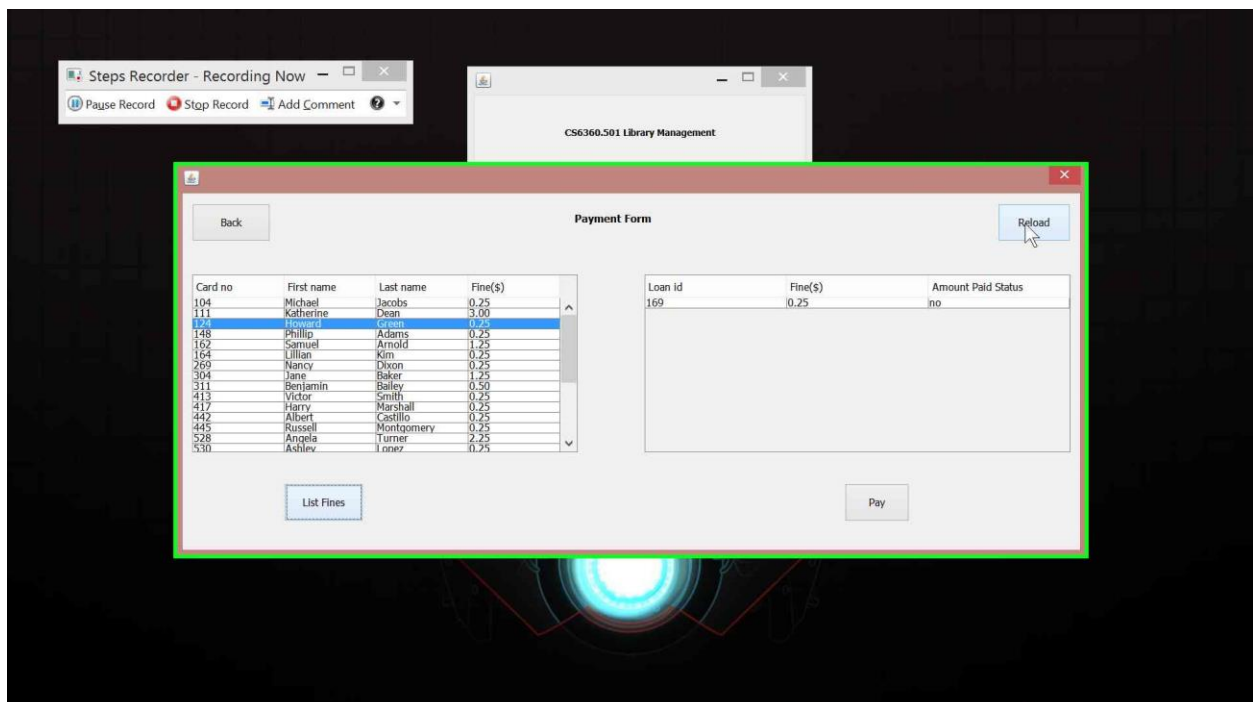 Steps Recorder - Recording Now
Pause Record Stop Record Add Comment
CS6360.501 Library Management
Back Payment Form Reload
Card no First name Last name Fine($)
104 Michael Jacobs 0.25
111 Katherine Dean 3.00
124 Howard Green 0.25
148 Phillip Adams 0.25
162 Samuel Arnold 1.25
164 Lillian Kim 0.25
269 Nancy Dixon 0.25
304 Jane Baker 1.25
311 Benjamin Bailey 0.50
413 Victor Smith 0.25
417 Harry Marshall 0.25
442 Albert Castillo 0.25
445 Russell Montgomery 0.25
528 Angela Turner 2.25
530 Ashley Lopez 0.25
Loan id Fine($) Amount Paid Status
169 0.25 no
List Fines Pay